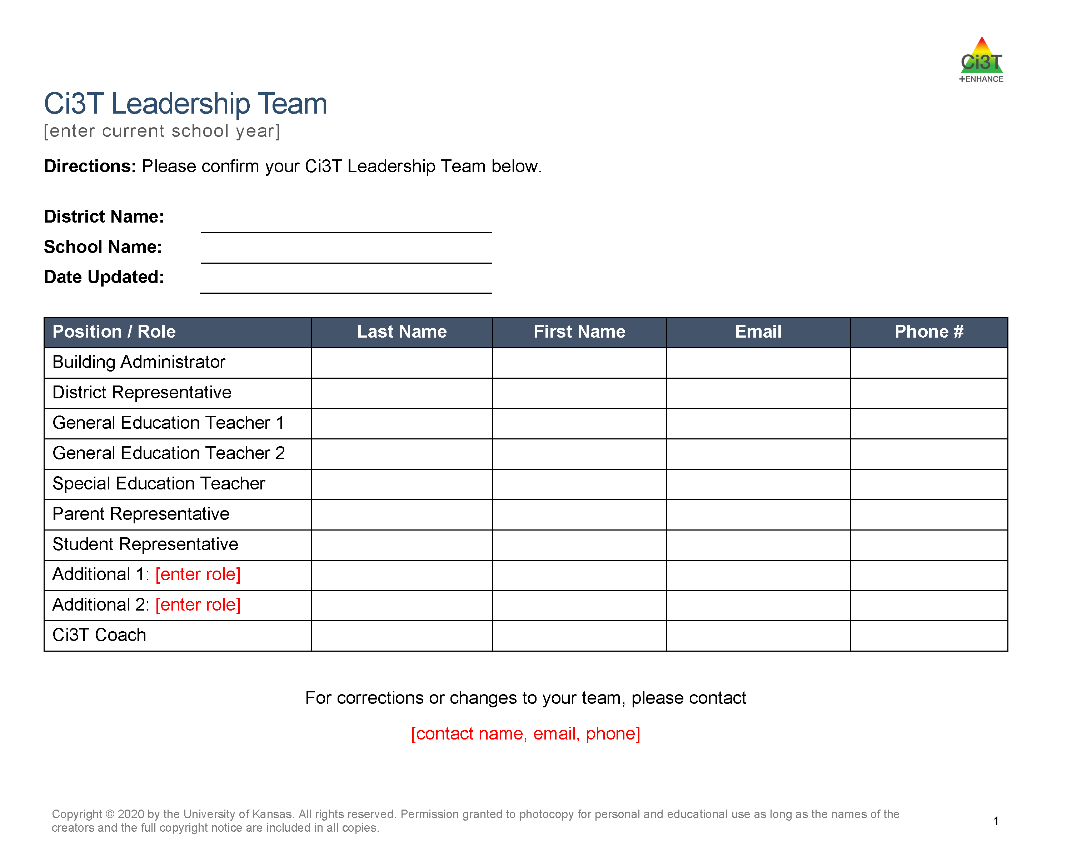 Ci3T
+ENHANCE
Ci3T Leadership Team
[enter current school year]
Directions: Please confirm your Ci3T Leadership Team below.
District Name:
School Name:
Date Updated:
Position / Role Last Name First Name Email Phone #
Building Administrator
District Representative
General Education Teacher 1
General Education Teacher 2
Special Education Teacher
Parent Representative
Student Representative
Additional 1: [enter role]
Additional 2: [enter role]
Ci3T Coach
For corrections or changes to your team, please contact
[contact name, email, phone]
Copyright © 2020 by the University of Kansas. All rights reserved. Permission granted to photocopy for personal and educational use as long as the names of the
creators and the full copyright notice are included in all copies.
1